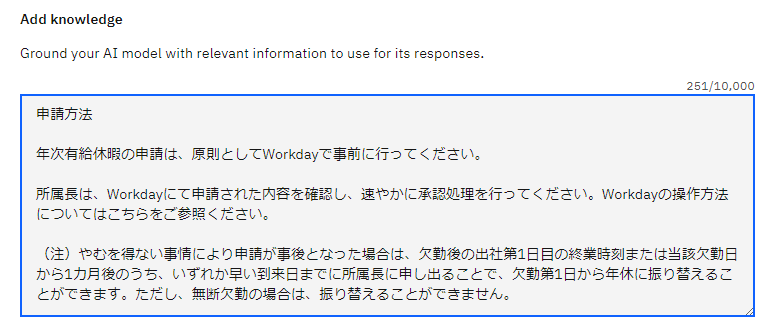 Add knowledge
Ground your AI model with relevant information to use for its responses.
251/10,000
申請方法
年次有給休暇の申請は、原則としてWorkdayで事前に行ってください。
所属長は、Workdayにて申請された内容を確認し、速やかに承認処理を行ってください。Workdayの操作方法
についてはこちらをご参照ください。
（注）やむを得ない事情により申請が事後となった場合は、欠勤後の出社第1日目の終業時刻または当該欠勤日
から1カ月後のうち、いずれか早い到来日までに所属長に申し出ることで、欠勤第1日から年休に振り替えるこ
とができます。ただし、無断欠勤の場合は、振り替えることができません。